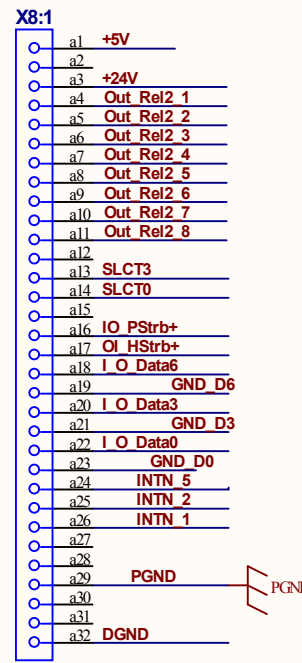 X8:1
a1 +5V
a2
a3 +24V
a4 Out_Rel2_1
a5 Out_Rel2_2
a6 Out_Rel2_3
a7 Out_Rel2_4
a8 Out_Rel2_5
a9 Out_Rel2_6
a10 Out_Rel2_7
a11 Out_Rel2_8
a12
a13 SLCT3
a14 SLCT0
a15
a16 IO_PStrb+
a17 OI_HStrb+
a18 I_O_Data6
a19 GND_D6
a20 I_O_Data3
a21 GND_D3
a22 I_O_Data0
a23 GND_D0
a24 INTN_5
a25 INTN_2
a26 INTN_1
a27
a28
a29 PGND
a30
a31
a32 DGND